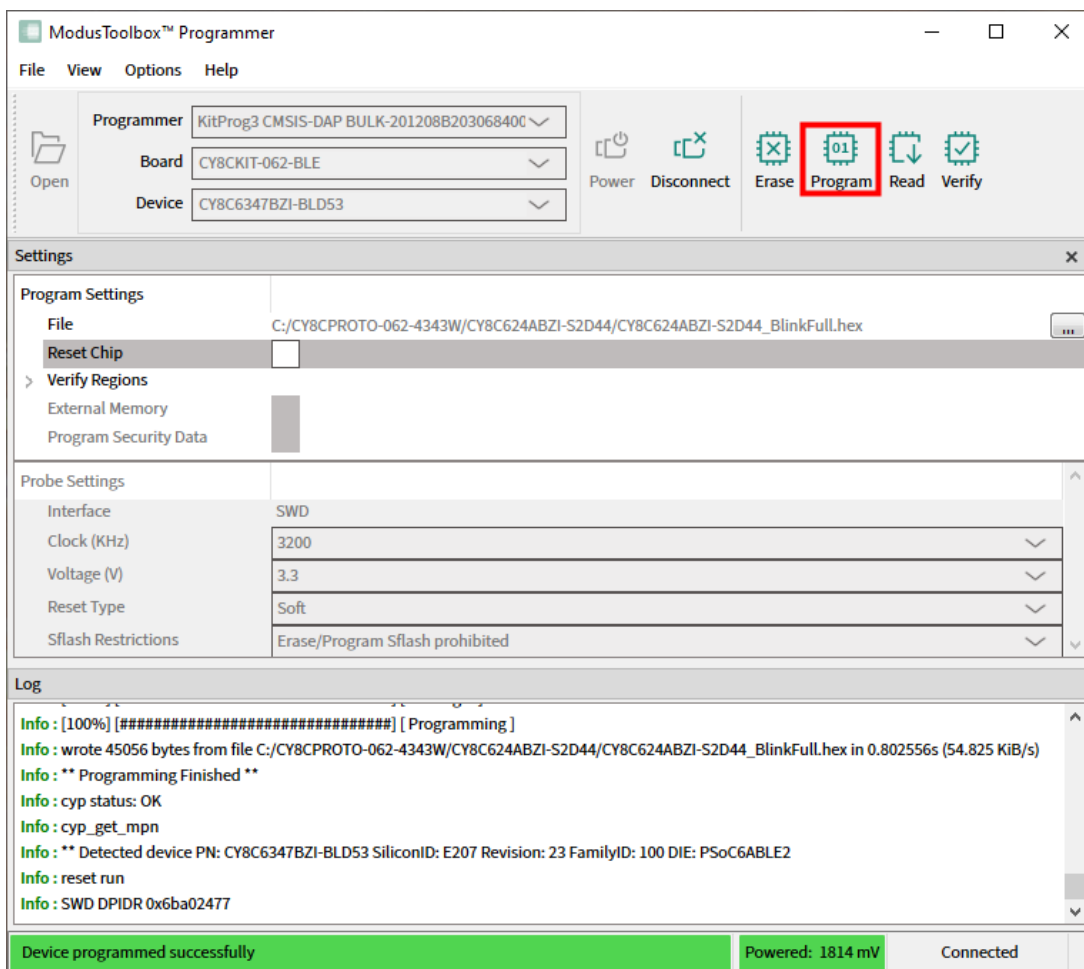 ModusToolbox™ Programmer
File View Options Help
Open
Programmer KitProg3 CMSIS-DAP BULK-201208B203068400
Board CY8CKIT-062-BLE
Device CY8C6347BZI-BLD53
Power Disconnect Erase 01 Program Read Verify
Settings
Program Settings
File C:/CY8CPROTO-062-4343W/CY8C624ABZI-S2D44/CY8C624ABZI-S2D44_BlinkFull.hex ...
Reset Chip
Verify Regions
External Memory
Program Security Data
Probe Settings
Interface SWD
Clock (KHz) 3200
Voltage (V) 3.3
Reset Type Soft
Sflash Restrictions Erase/Program Sflash prohibited
Log
Info : [100%] [################################] [ Programming ]
Info : wrote 45056 bytes from file C:/CY8CPROTO-062-4343W/CY8C624ABZI-S2D44/CY8C624ABZI-S2D44_BlinkFull.hex in 0.802556s (54.825 KiB/s)
Info : ** Programming Finished **
Info : cyp status: OK
Info : cyp_get_mpn
Info : ** Detected device PN: CY8C6347BZI-BLD53 SiliconID: E207 Revision: 23 FamilyID: 100 DIE: PSoC6ABLE2
Info : reset run
Info : SWD DPIDR 0x6ba02477
Device programmed successfully Powered: 1814 mV Connected